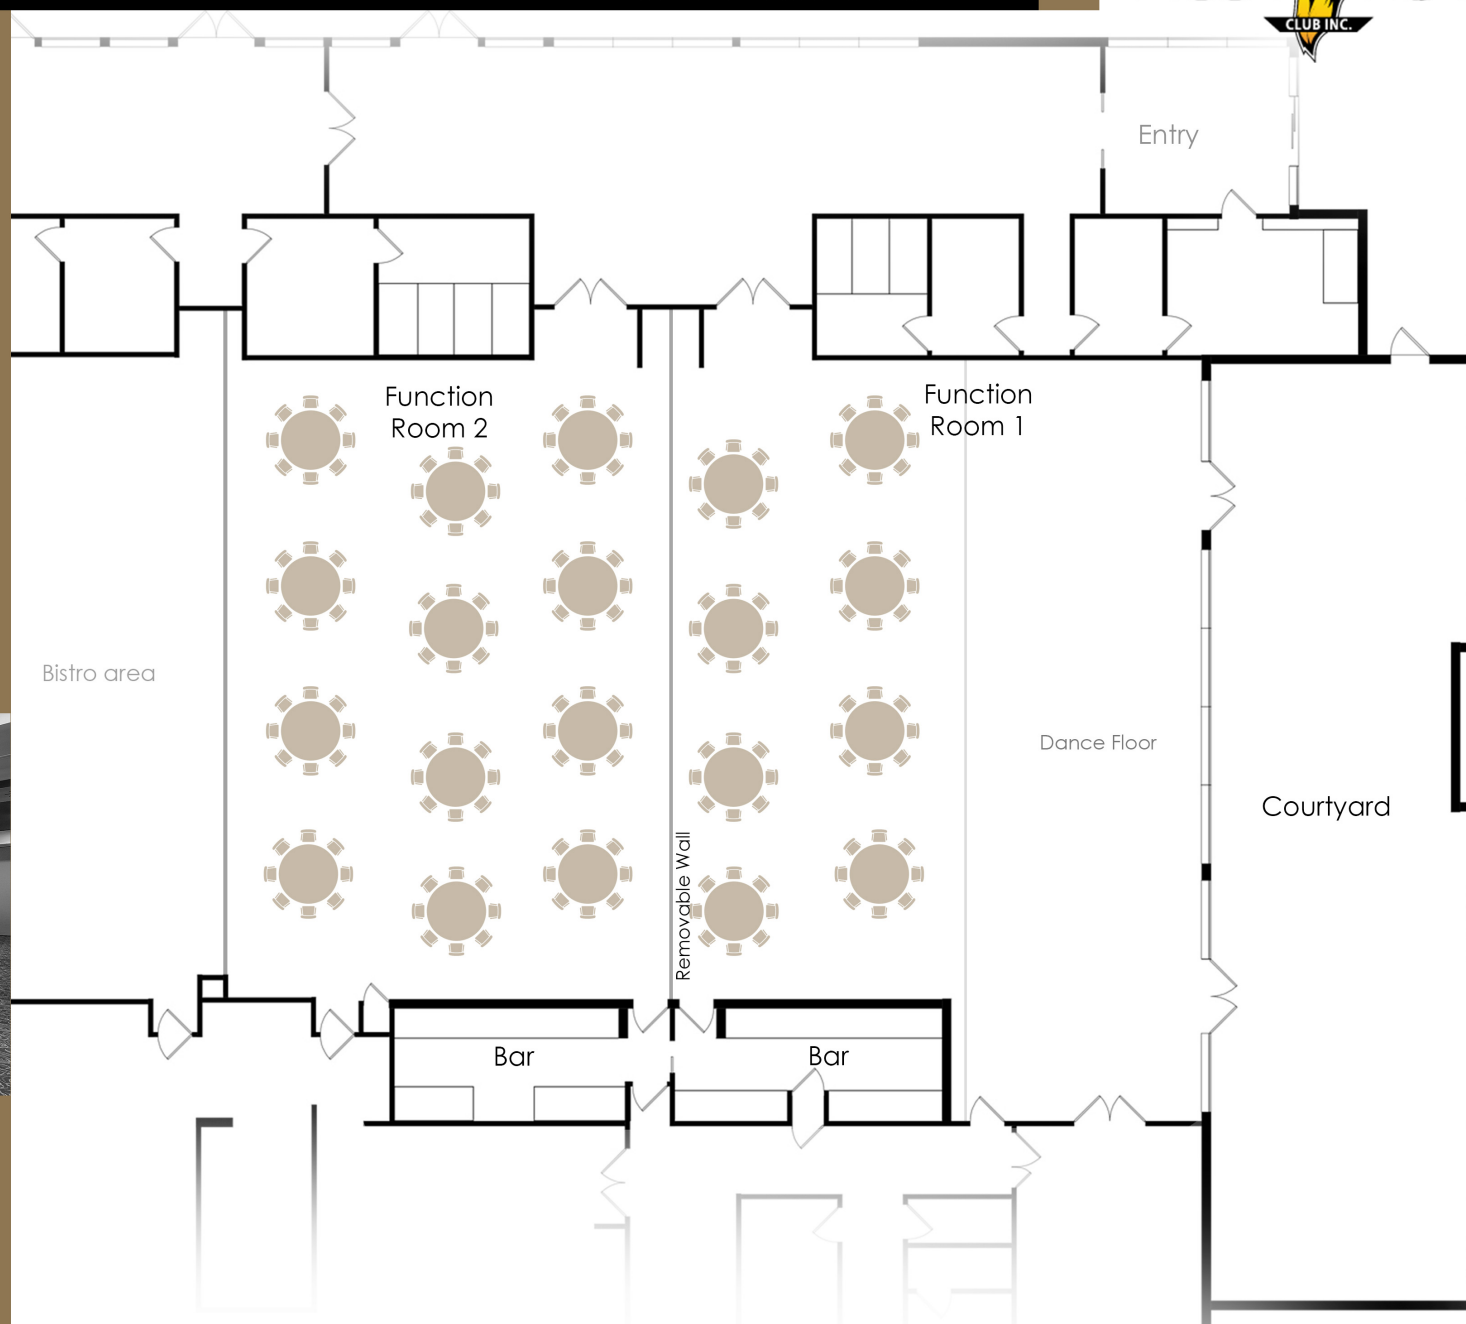 CLUB INC.
Entry
Function
Room 2
Function
Room 1
Bistro area
Dance Floor
Courtyard
Removable Wall
Bar
Bar